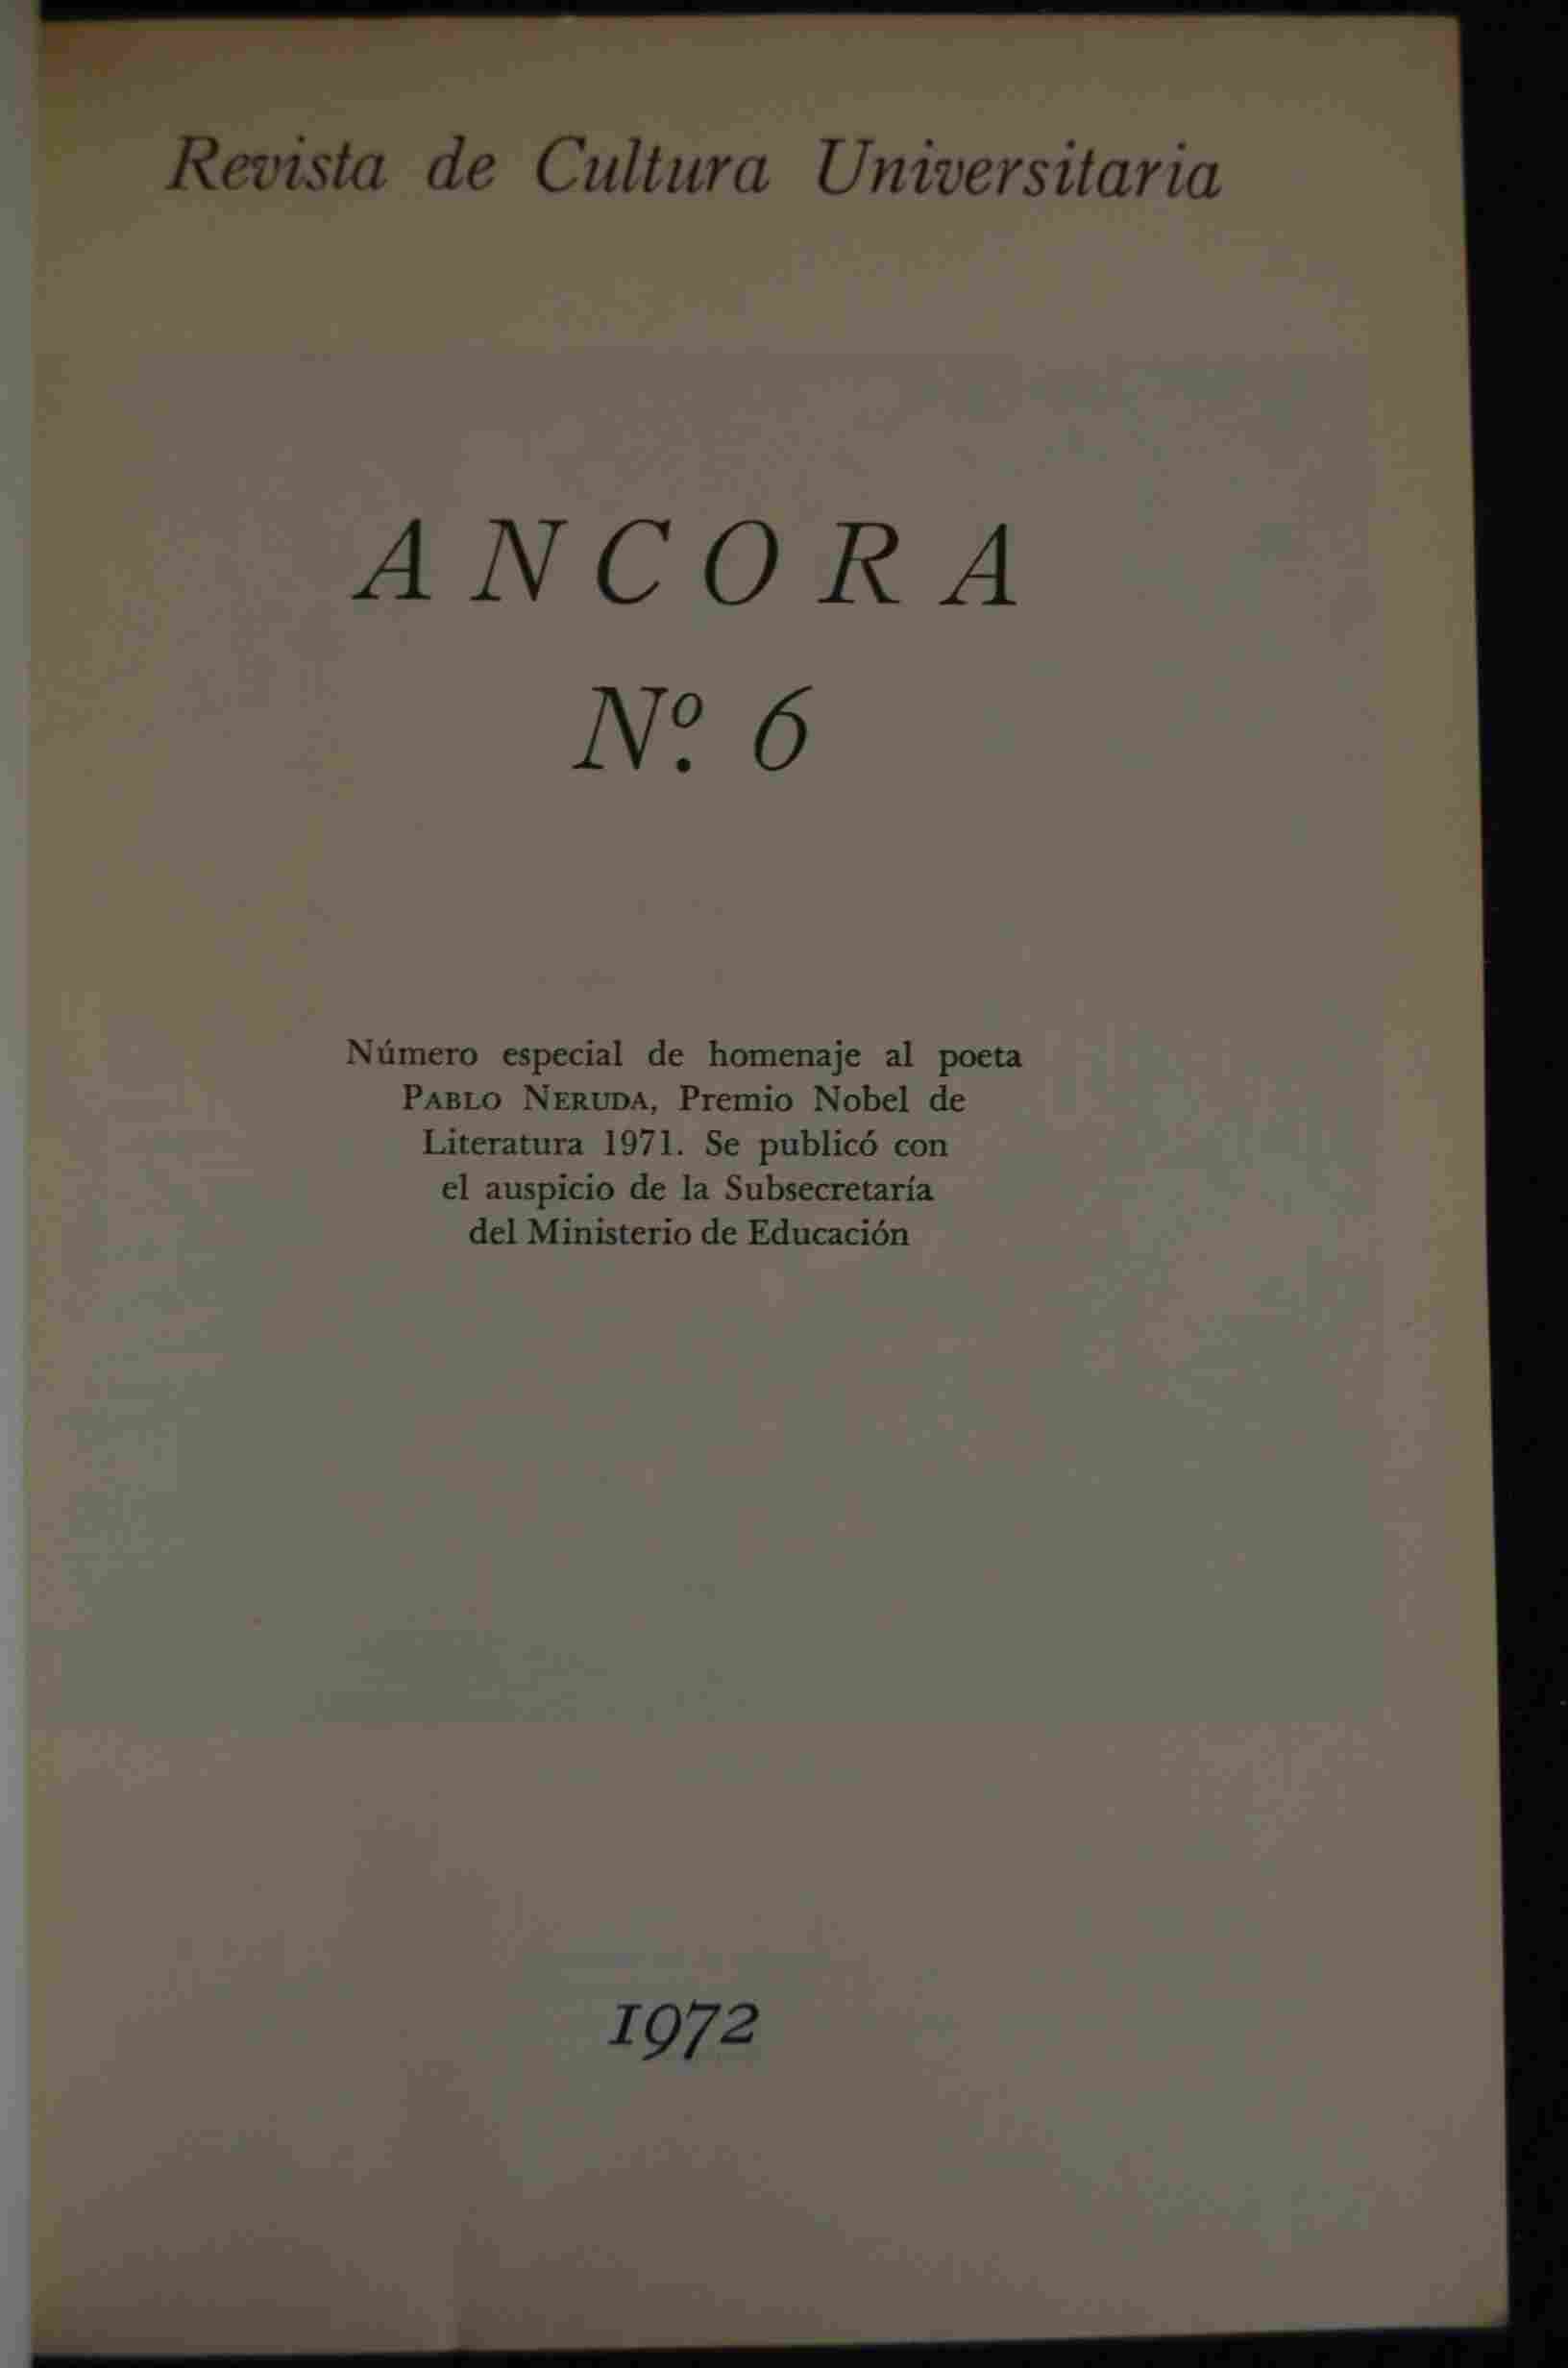 Revista de Cultura Universitaria
ANCORA
Nº. 6
Número especial de homenaje al poeta
PABLO NERUDA, Premio Nobel de
Literatura 1971. Se publicó con
el auspicio de la Subsecretaría
del Ministerio de Educación
1972